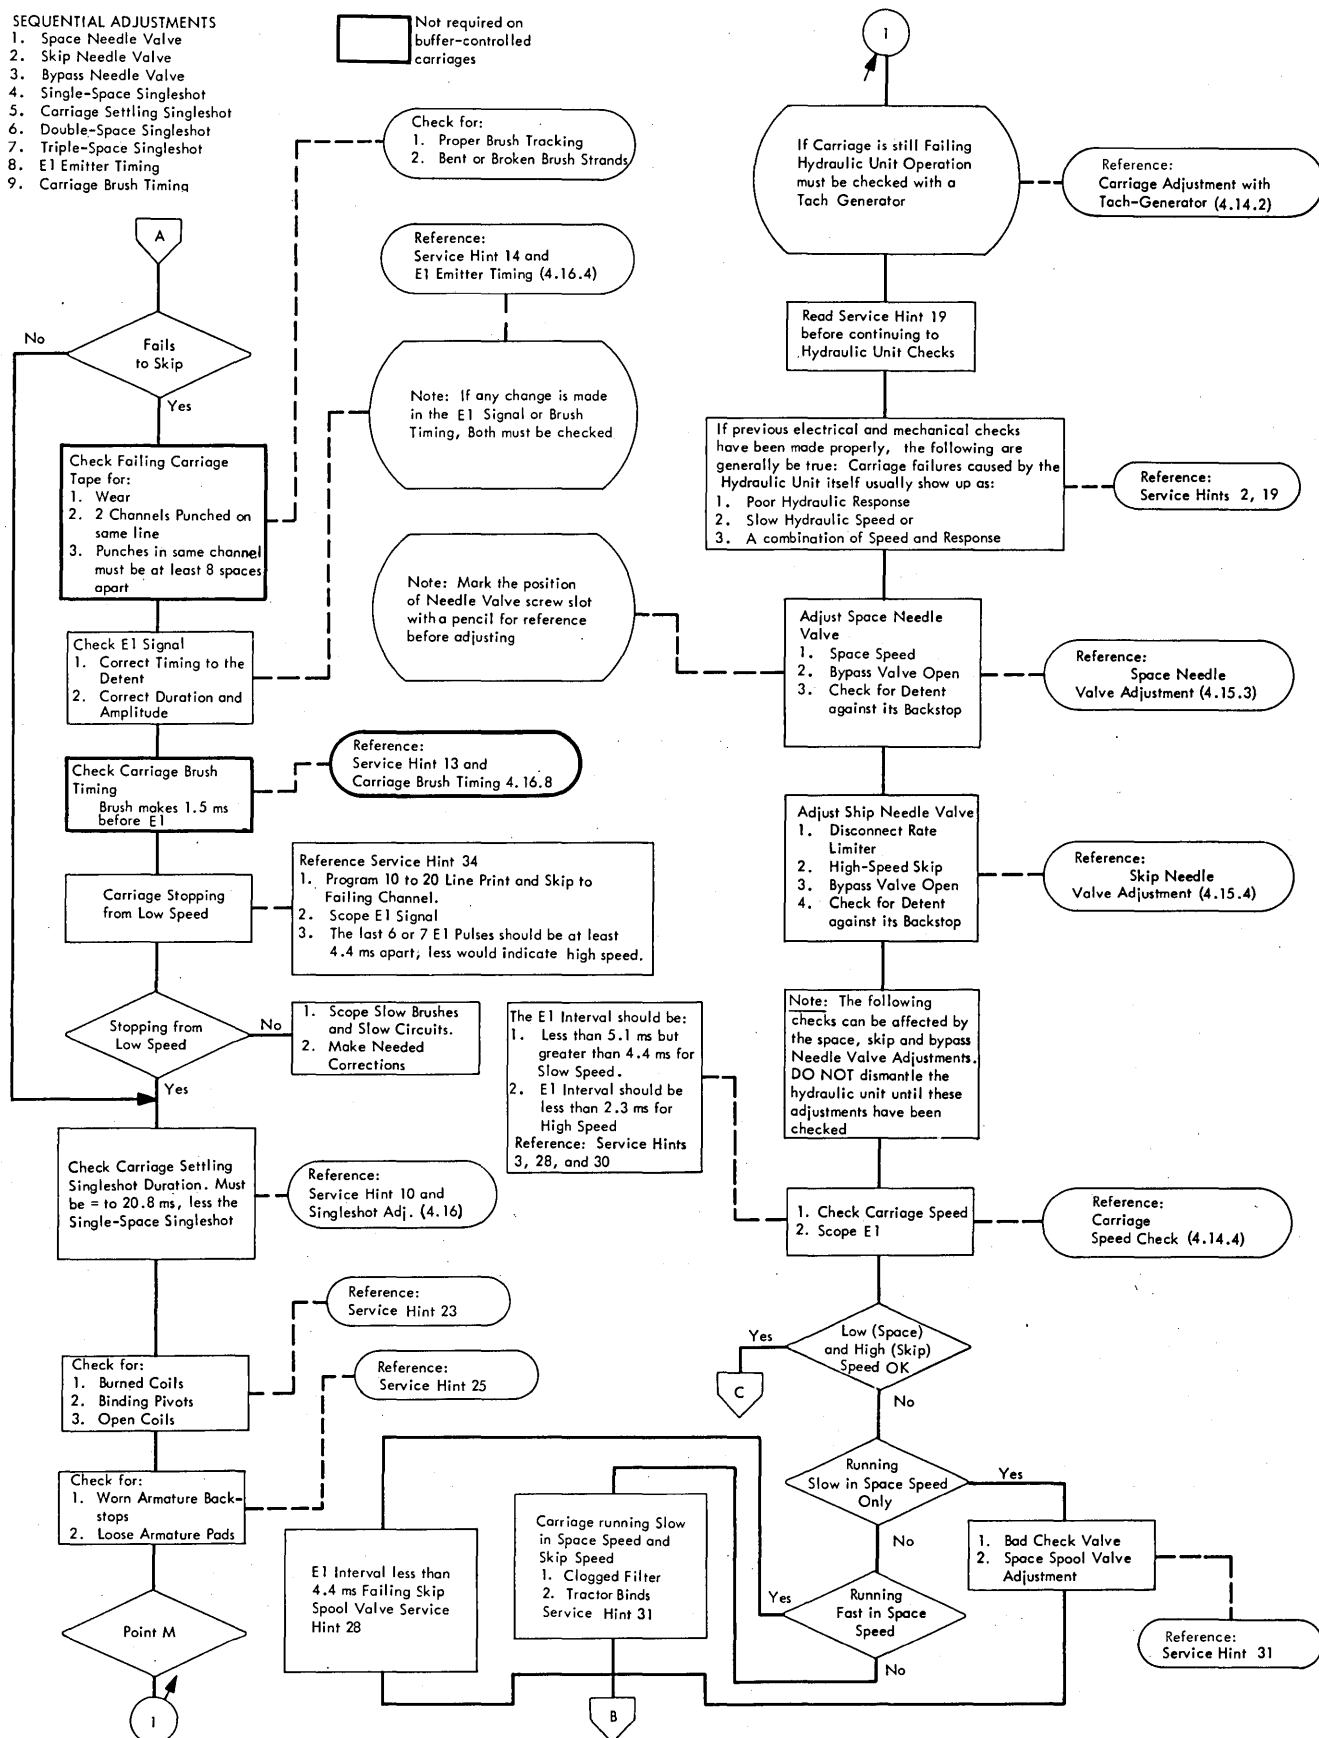 SEQUENTIAL ADJUSTMENTS
1. Space Needle Valve
2. Skip Needle Valve
3. Bypass Needle Valve
4. Single-Space Singleshot
5. Carriage Settling Singleshot
6. Double-Space Singleshot
7. Triple-Space Singleshot
8. E1 Emitter Timing
9. Carriage Brush Timing
Not required on
buffer-controlled
carriages
A
Fails
to Skip
No
Yes
Check Failing Carriage
Tape for:
1. Wear
2. 2 Channels Punched on
same line
3. Punches in same channel
must be at least 8 spaces
apart
Check for:
1. Proper Brush Tracking
2. Bent or Broken Brush Strands
Check E1 Signal
1. Correct Timing to the
Detent
2. Correct Duration and
Amplitude
Reference:
Service Hint 14 and
E1 Emitter Timing (4.16.4)
Note: If any change is made
in the E1 Signal or Brush
Timing, Both must be checked
Check Carriage Brush
Timing
Brush makes 1.5 ms
before E1
Reference:
Service Hint 13 and
Carriage Brush Timing 4.16.8
Carriage Stopping
from Low Speed
Reference Service Hint 34
1. Program 10 to 20 Line Print and Skip to
Failing Channel.
2. Scope E1 Signal
3. The last 6 or 7 E1 Pulses should be at least
4.4 ms apart; less would indicate high speed.
Stopping from
Low Speed
No
Yes
1. Scope Slow Brushes
and Slow Circuits.
2. Make Needed
Corrections
Check Carriage Settling
Singleshot Duration. Must
be = to 20.8 ms, less the
Single-Space Singleshot
Reference:
Service Hint 10 and
Singleshot Adj. (4.16)
Check for:
1. Burned Coils
2. Binding Pivots
3. Open Coils
Reference:
Service Hint 23
Check for:
1. Worn Armature Back-
stops
2. Loose Armature Pads
Reference:
Service Hint 25
Point M
1
1
If Carriage is still Failing
Hydraulic Unit Operation
must be checked with a
Tach Generator
Reference:
Carriage Adjustment with
Tach-Generator (4.14.2)
Read Service Hint 19
before continuing to
Hydraulic Unit Checks
If previous electrical and mechanical checks
have been made properly, the following are
generally be true: Carriage failures caused by the
Hydraulic Unit itself usually show up as:
1. Poor Hydraulic Response
2. Slow Hydraulic Speed or
3. A combination of Speed and Response
Reference:
Service Hints 2, 19
Note: Mark the position
of Needle Valve screw slot
with a pencil for reference
before adjusting
Adjust Space Needle
Valve
1. Space Speed
2. Bypass Valve Open
3. Check for Detent
against its Backstop
Reference:
Space Needle
Valve Adjustment (4.15.3)
Adjust Ship Needle Valve
1. Disconnect Rate
Limiter
2. High-Speed Skip
3. Bypass Valve Open
4. Check for Detent
against its Backstop
Reference:
Skip Needle
Valve Adjustment (4.15.4)
Note: The following
checks can be affected by
the space, skip and bypass
Needle Valve Adjustments.
DO NOT dismantle the
hydraulic unit until these
adjustments have been
checked
The E1 Interval should be:
1. Less than 5.1 ms but
greater than 4.4 ms for
Slow Speed.
2. E1 Interval should be
less than 2.3 ms for
High Speed
Reference: Service Hints
3, 28, and 30
1. Check Carriage Speed
2. Scope E1
Reference:
Carriage
Speed Check (4.14.4)
Low (Space)
and High (Skip)
Speed OK
Yes
C
No
Running
Slow in Space Speed
Only
Yes
No
1. Bad Check Valve
2. Space Spool Valve
Adjustment
Reference:
Service Hint 31
Running
Fast in Space
Speed
Yes
No
E1 Interval less than
4.4 ms Failing Skip
Spool Valve Service
Hint 28
Carriage running Slow
in Space Speed and
Skip Speed
1. Clogged Filter
2. Tractor Binds
Service Hint 31
B